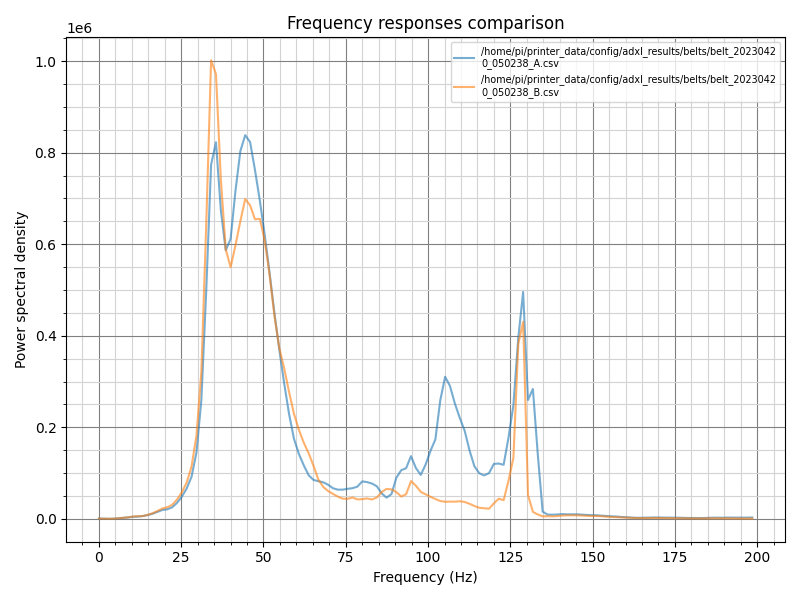 Frequency responses comparison
1e6
/home/pi/printer_data/config/adxl_results/belts/belt_2023042
0_050238_A.csv
/home/pi/printer_data/config/adxl_results/belts/belt_2023042
0_050238_B.csv
1.0
0.8
0.6
0.4
0.2
0.0
Power spectral density
0 25 50 75 100 125 150 175 200
Frequency (Hz)